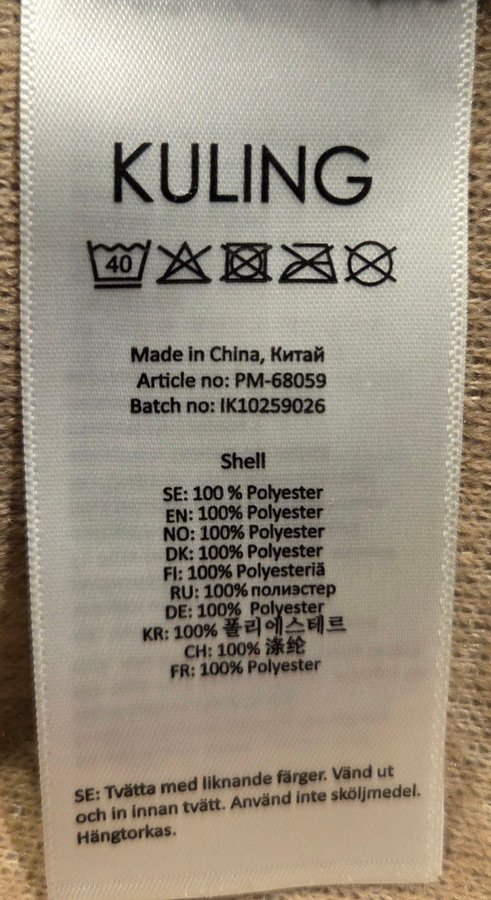 KULING
40
Made in China, Китай
Article no: PM-68059
Batch no: IK10259026
Shell
SE: 100 % Polyester
EN: 100% Polyester
NO: 100% Polyester
DK: 100% Polyester
FI: 100% Polyesteriä
RU: 100% полиэстер
DE: 100% Polyester
KR: 100% 폴리에스테르
CH: 100% 涤纶
FR: 100% Polyester
SE: Tvätta med liknande färger. Vänd ut
och in innan tvätt. Använd inte sköljmedel.
Hängtorkas.